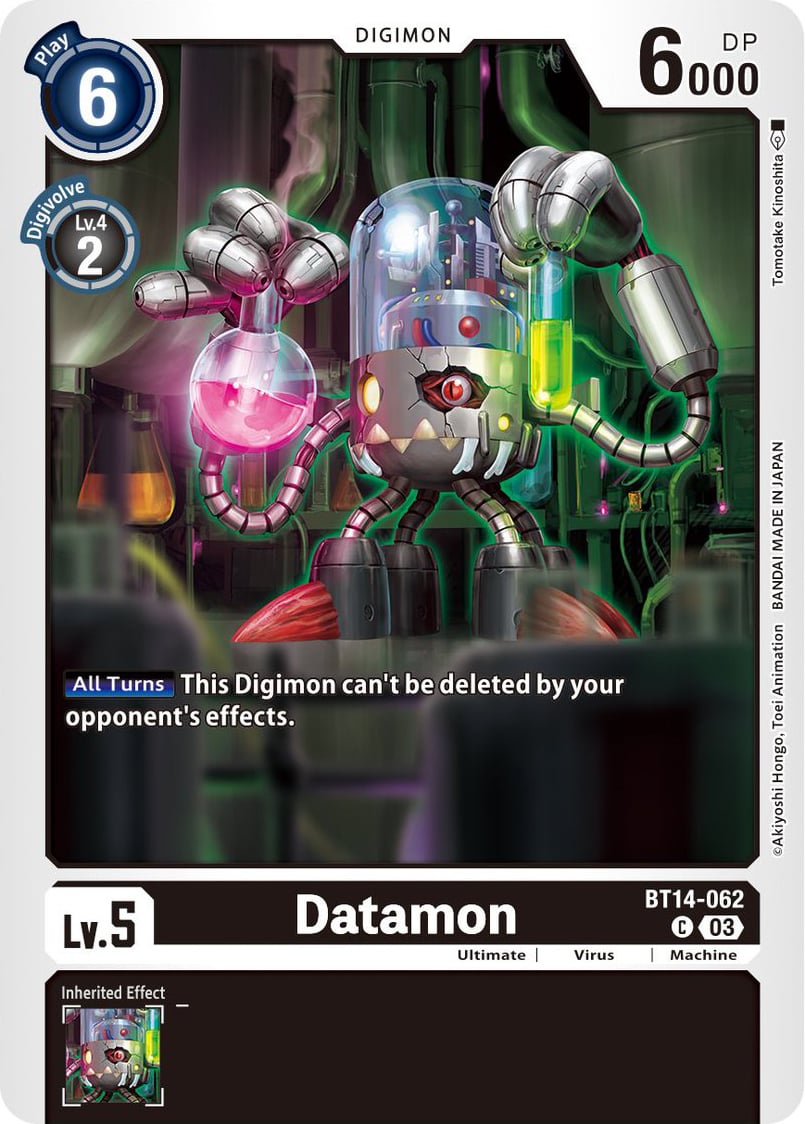 DIGIMON
Play
6
DP
6000
Digivolve
Lv.4
2
Tomotake Kinoshita
All Turns This Digimon can't be deleted by your
opponent's effects.
©Akiyoshi Hongo, Toei Animation BANDAI MADE IN JAPAN
Lv.5
Datamon
BT14-062
C 03
Ultimate | Virus | Machine
Inherited Effect –